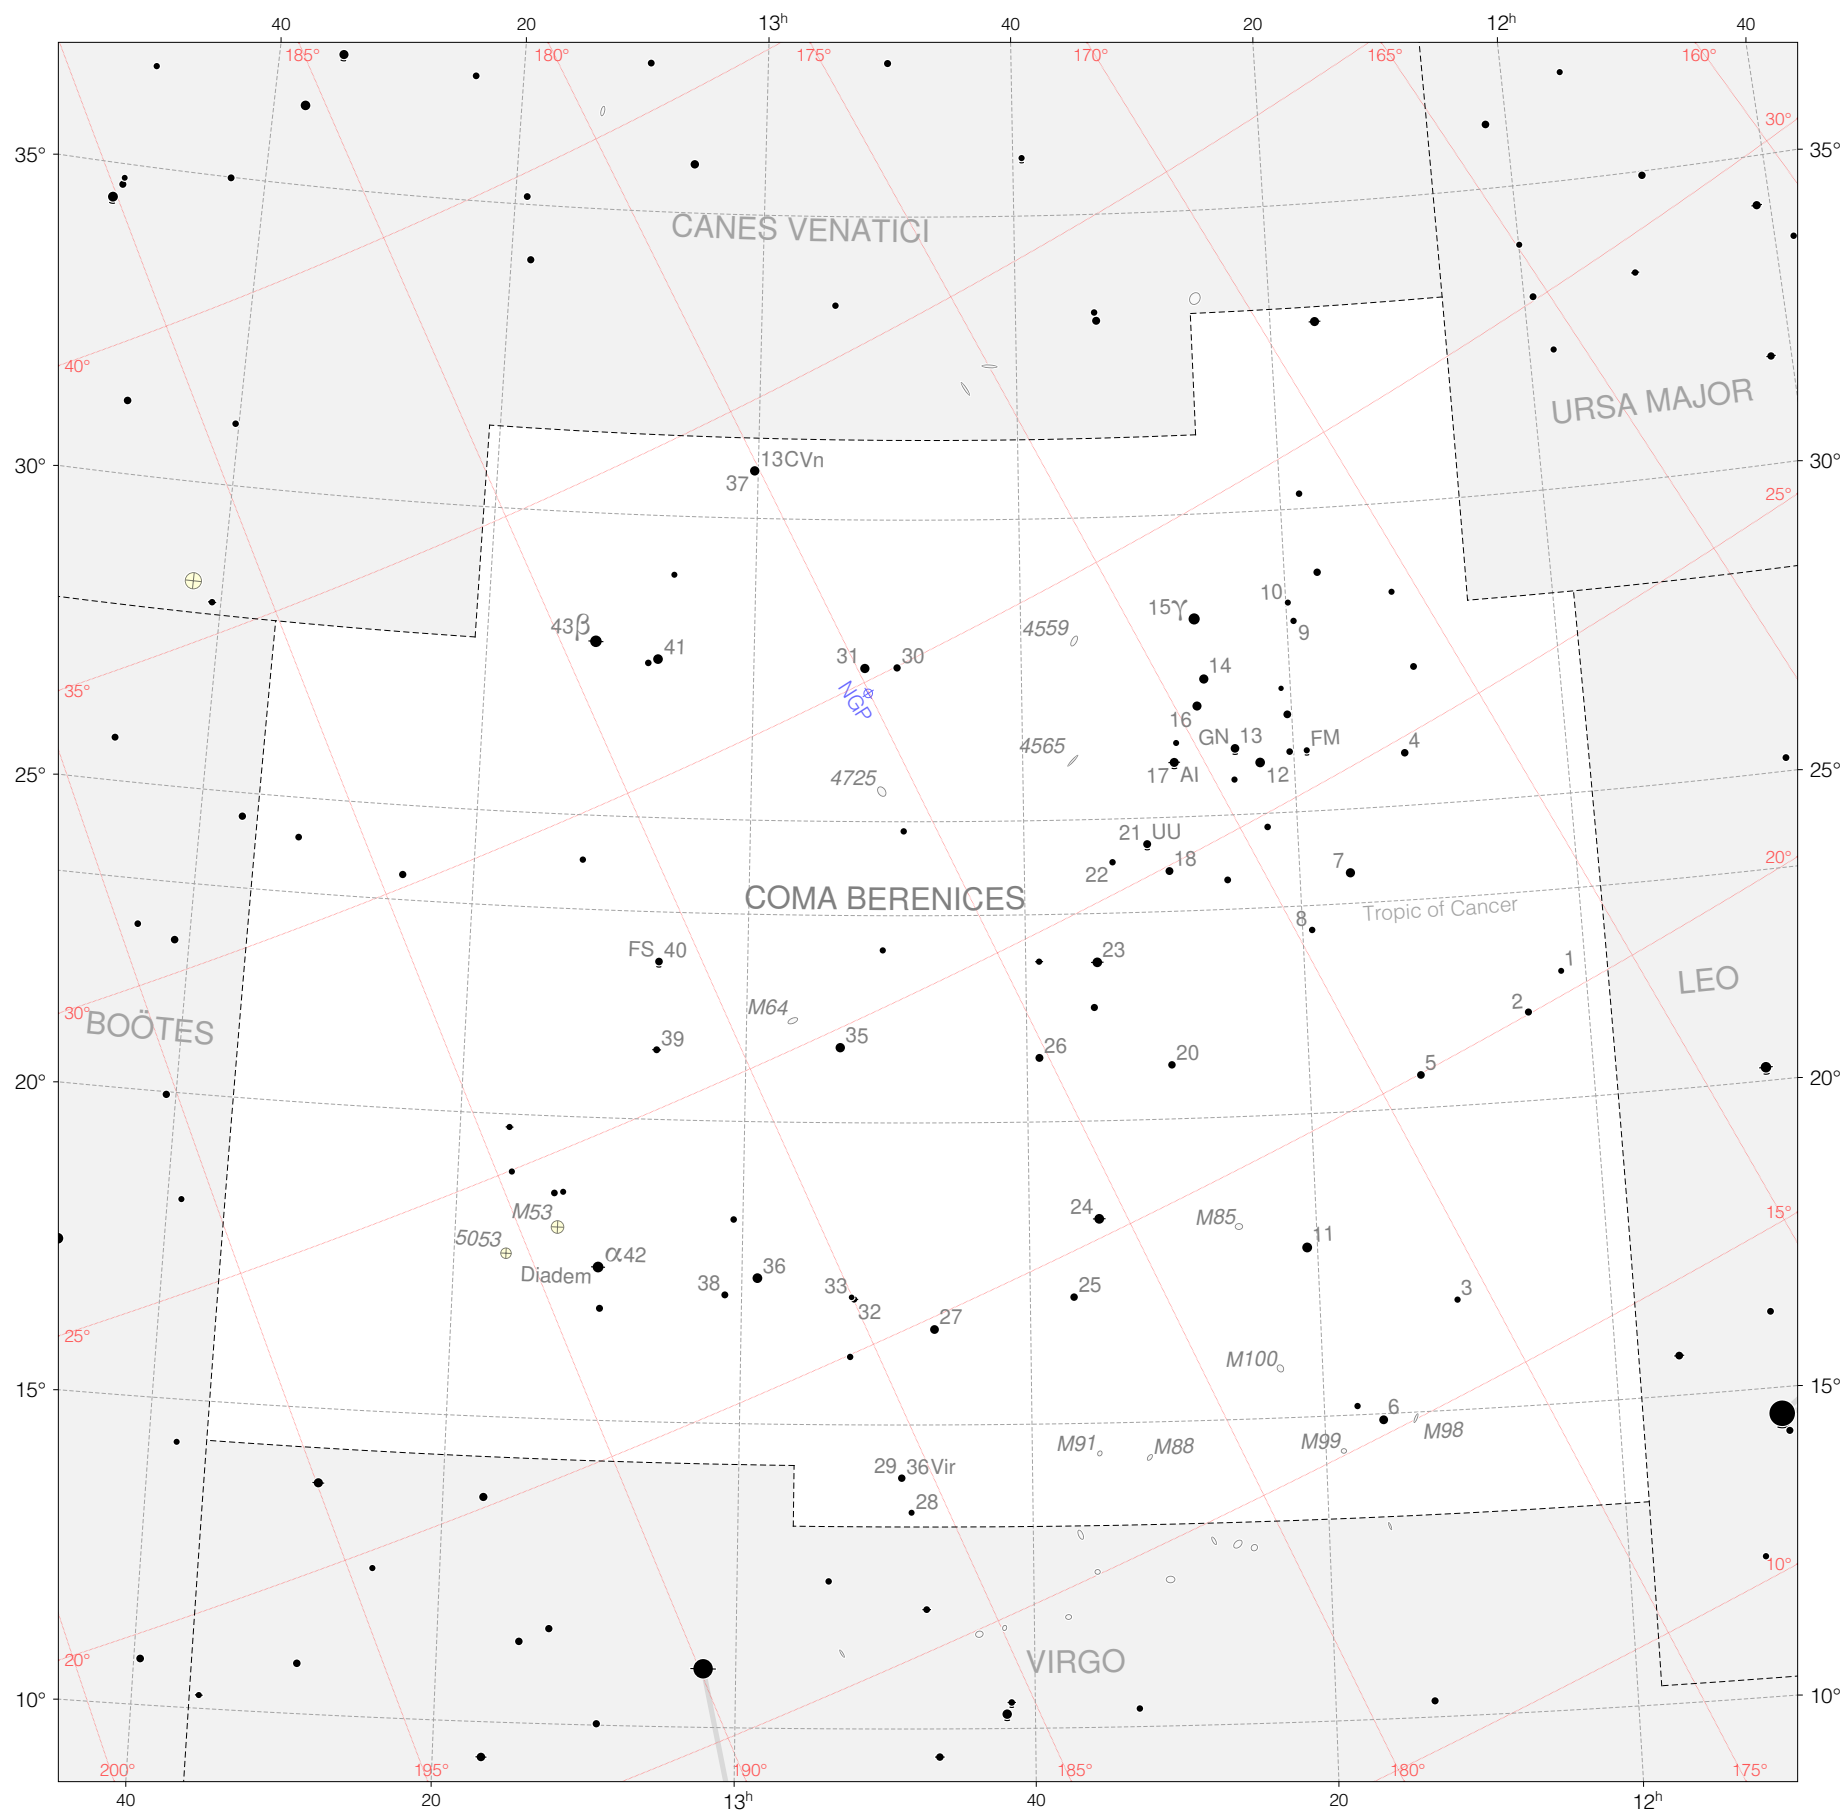 40 20 13h 40 20 12h 40
185° 180° 175° 170° 165° 160°
30°
35° 35°
CANES VENATICI
40°
URSA MAJOR
13CVn
30° 37 30°
25°
10
15γ
43β 4559 9
41 31 30
14
35° NGP
16
GN 13 FM 4
4565
25° 4725 17 AI 12 25°
21 UU
22 18 7 20°
COMA BERENICES
Tropic of Cancer
8
FS 40 23 1
LEO
M64 2
30°
BOÖTES
39 35 26 20 5
20° 20°
M53 24 M85 15°
5053
α42 11
Diadem
36
38 33 25 3
32
27
25°
M100
15° 15°
6
M91 M88 M99 M98
29 36Vir
28
10°
20° VIRGO
10° 10°
200° 195° 190° 185° 180° 175°
40 20 13h 40 20 12h